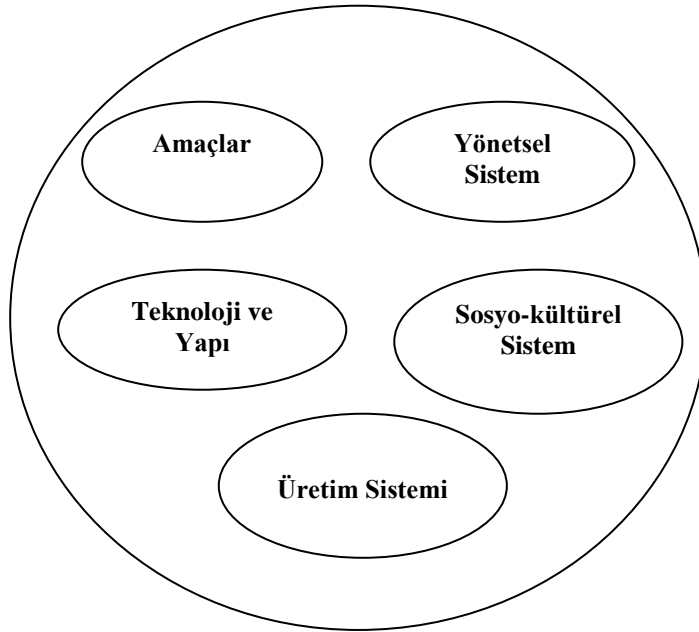 Amaçlar
Yönetsel
Sistem
Teknoloji ve
Yapı
Sosyo-kültürel
Sistem
Üretim Sistemi